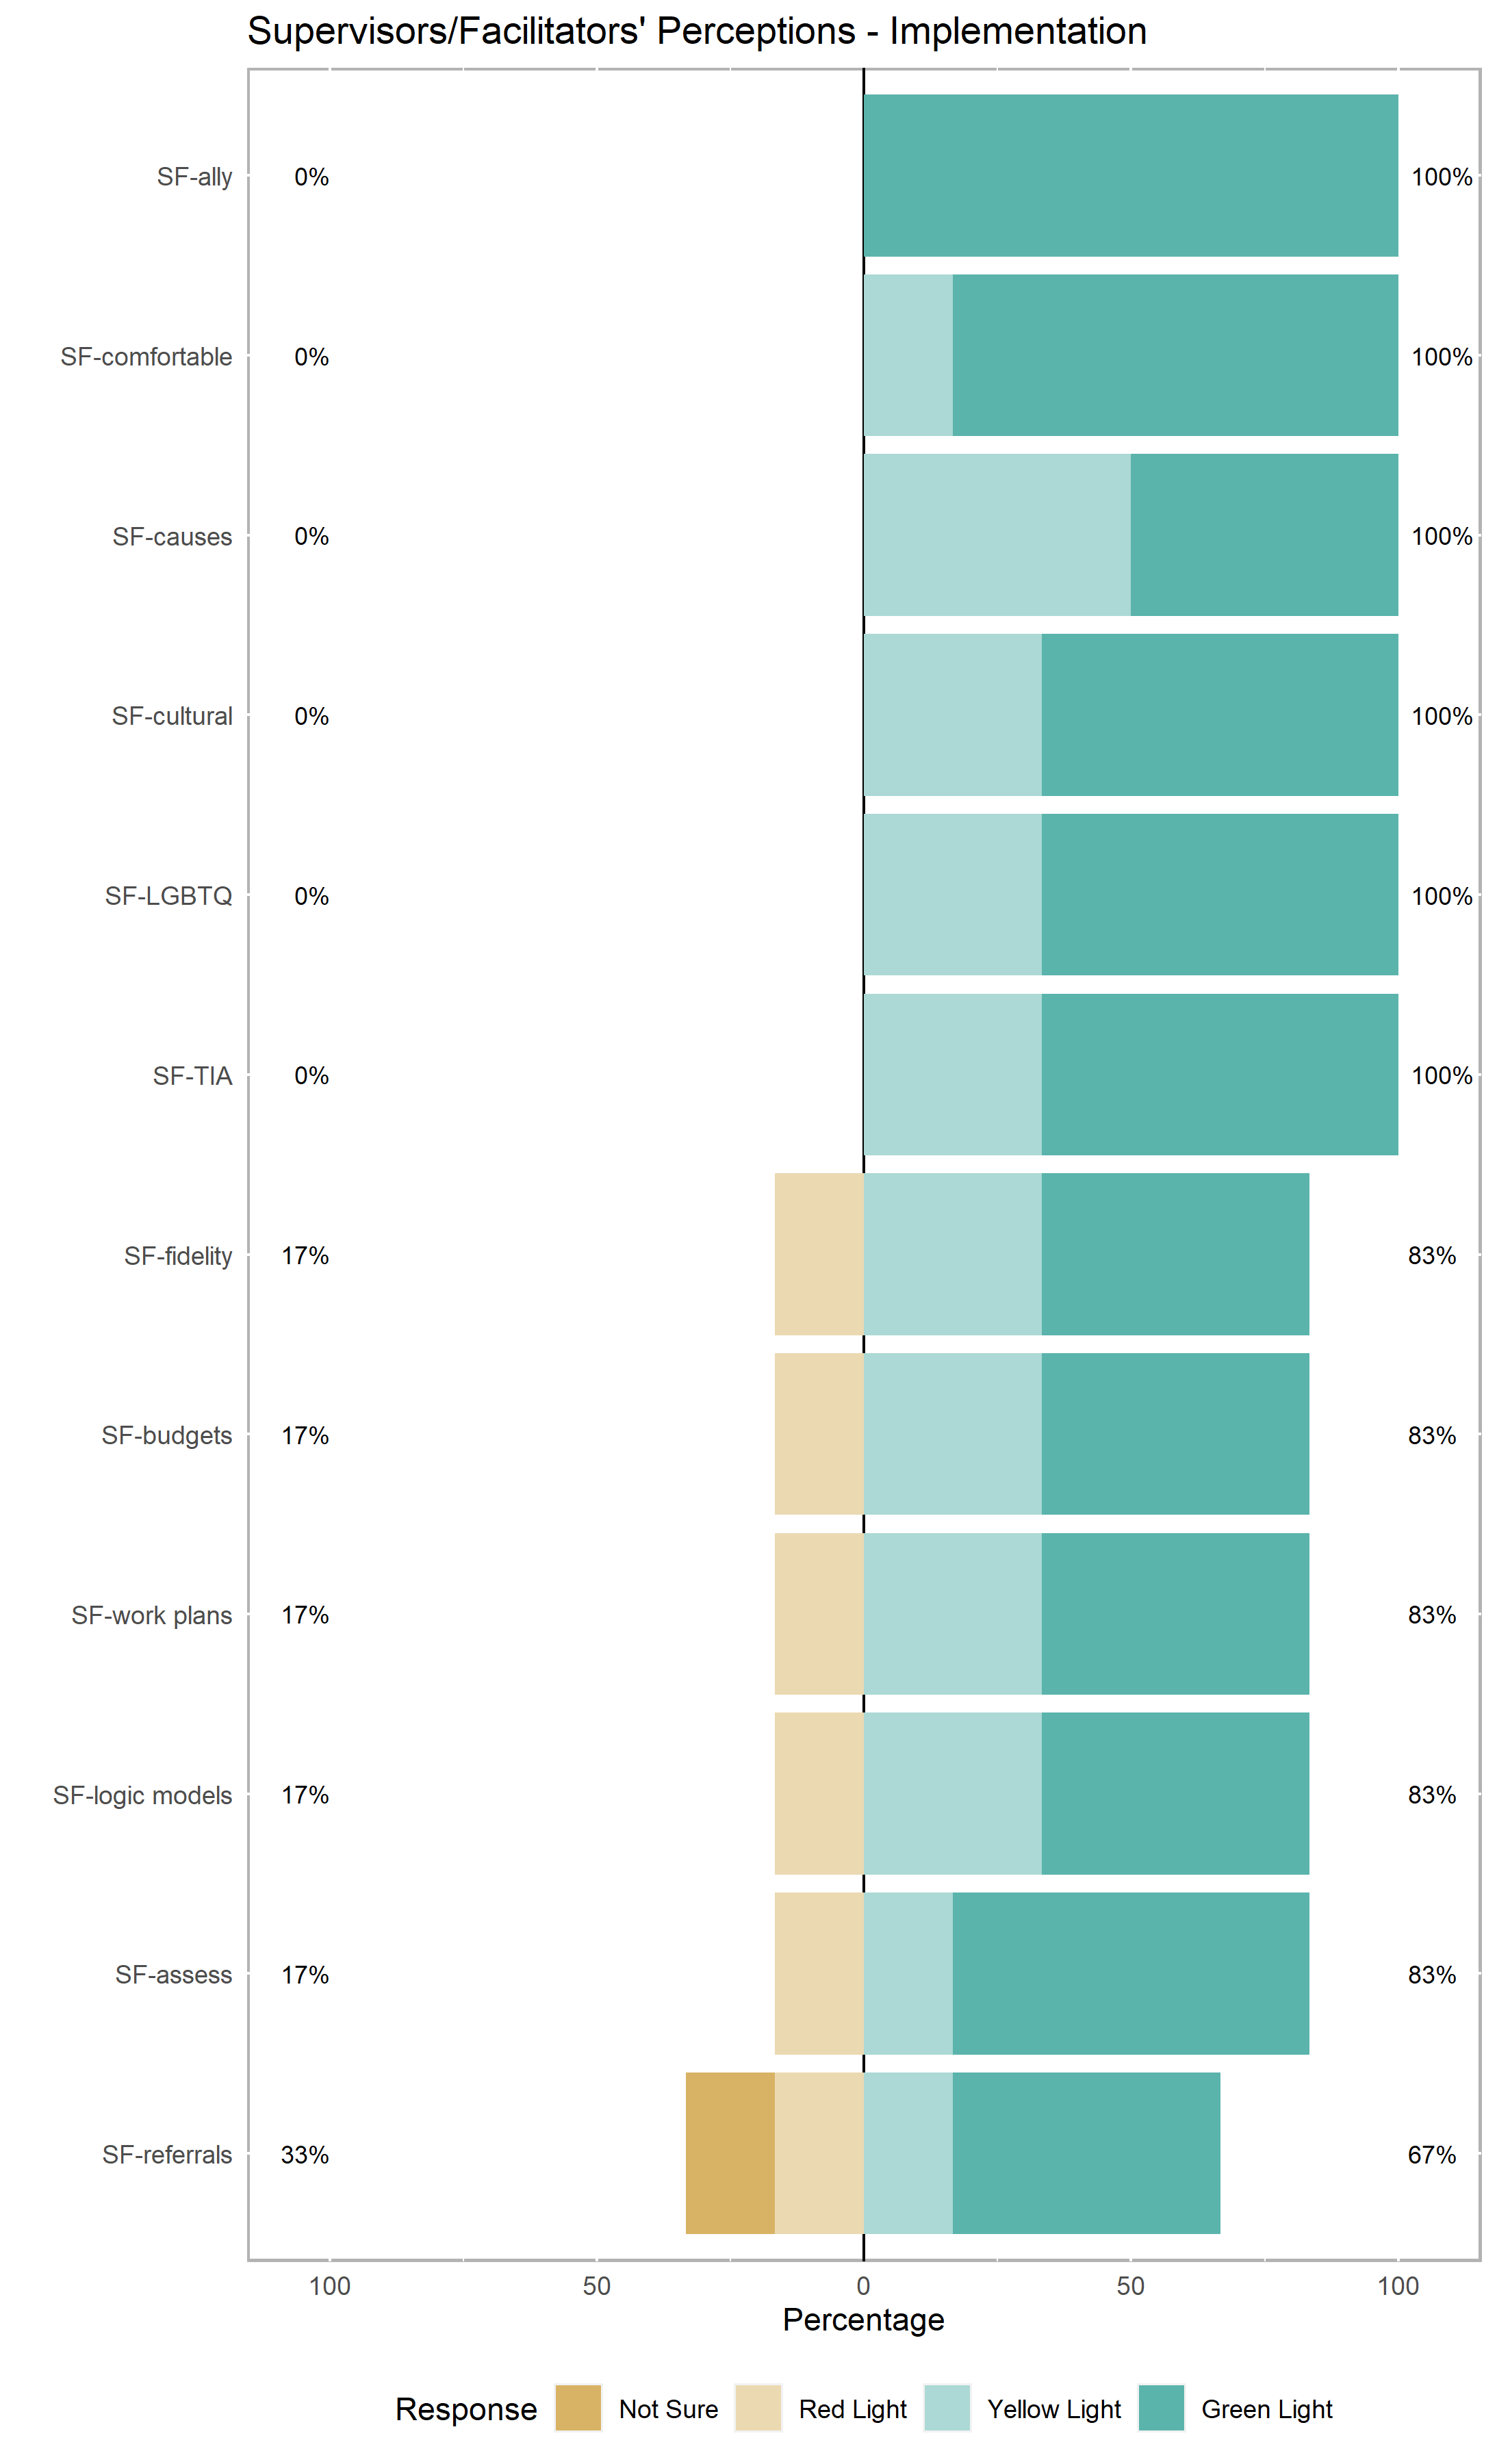 Supervisors/Facilitators' Perceptions - Implementation
SF-ally 0% 100%
SF-comfortable 0% 100%
SF-causes 0% 100%
SF-cultural 0% 100%
SF-LGBTQ 0% 100%
SF-TIA 0% 100%
SF-fidelity 17% 83%
SF-budgets 17% 83%
SF-work plans 17% 83%
SF-logic models 17% 83%
SF-assess 17% 83%
SF-referrals 33% 67%
100 50 0 50 100
Percentage
Response Not Sure Red Light Yellow Light Green Light